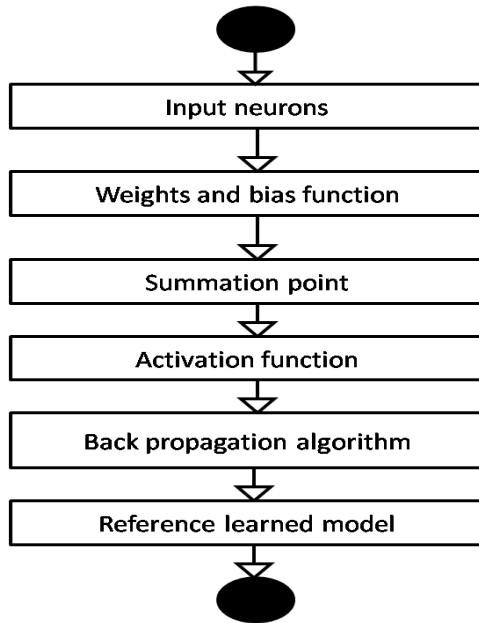 Input neurons
Weights and bias function
Summation point
Activation function
Back propagation algorithm
Reference learned model